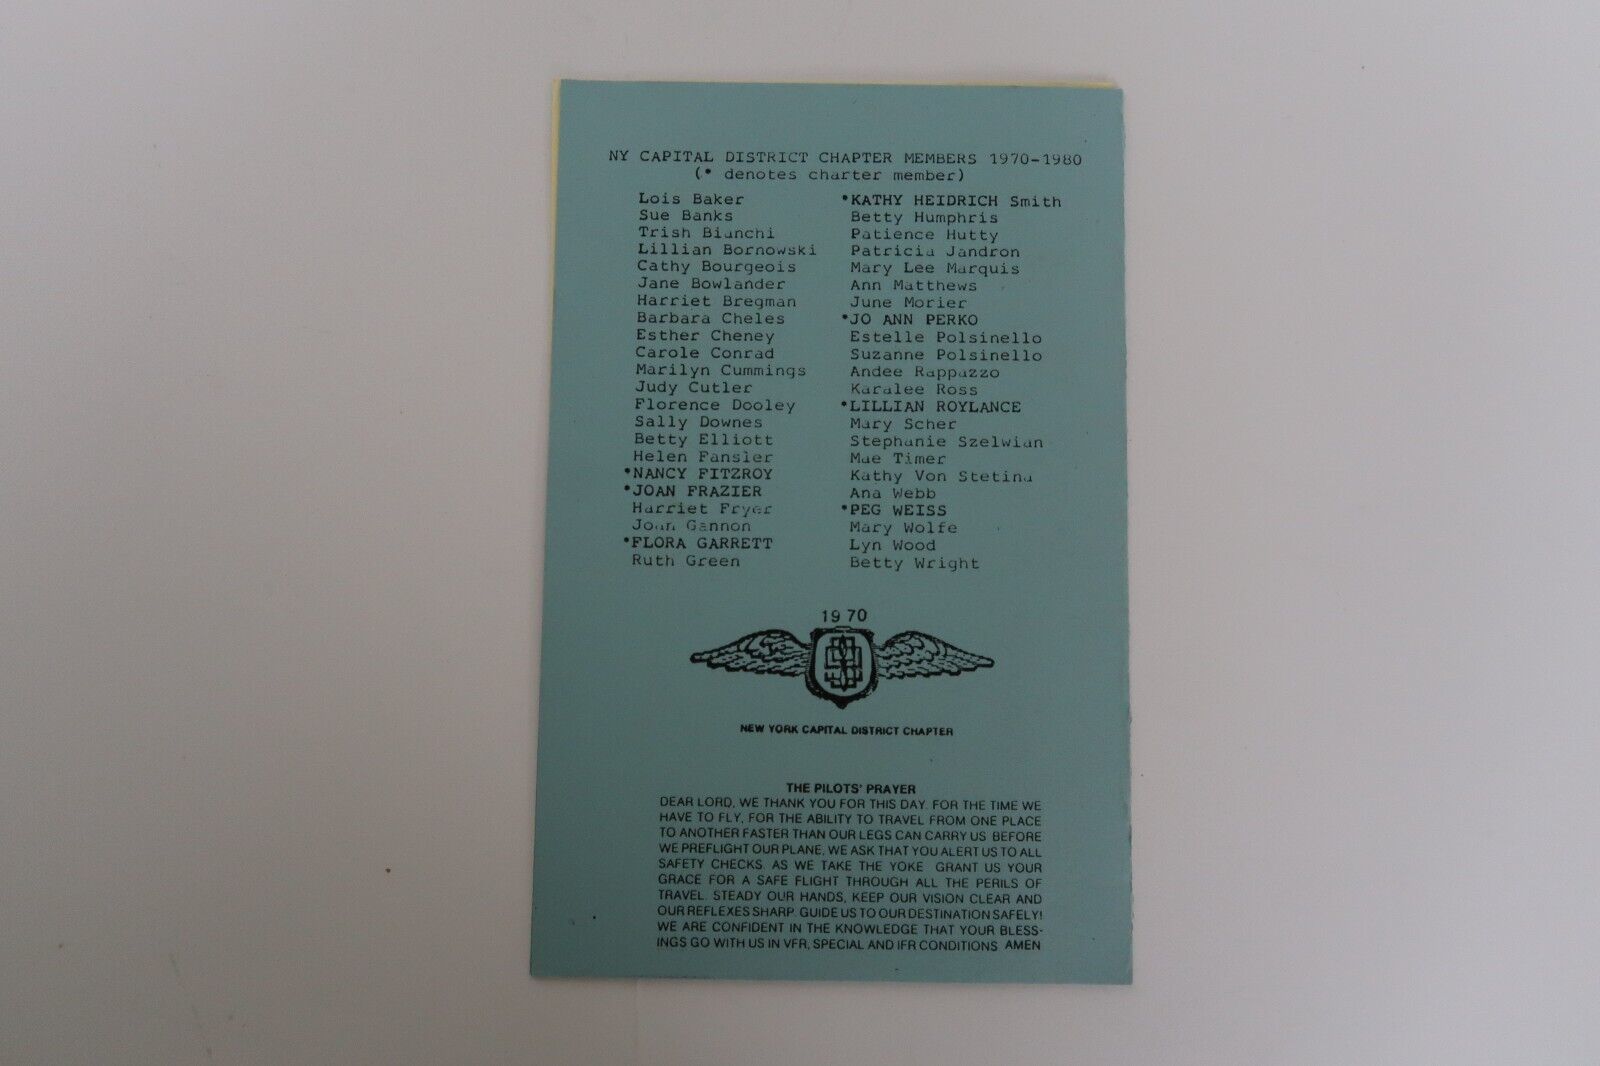 NY CAPITAL DISTRICT CHAPTER MEMBERS 1970-1980
(* denotes charter member)
Lois Baker
Sue Banks
Trish Bianchi
Lillian Bornowski
Cathy Bourgeois
Jane Bowlander
Harriet Bregman
Barbara Cheles
Esther Cheney
Carole Conrad
Marilyn Cummings
Judy Cutler
Florence Dooley
Sally Downes
Betty Elliott
Helen Fansler
*NANCY FITZROY
*JOAN FRAZIER
Harriet Fryer
Joan Gannon
*FLORA GARRETT
Ruth Green
*KATHY HEIDRICH Smith
Betty Humphris
Patience Hutty
Patricia Jandron
Mary Lee Marquis
Ann Matthews
June Morier
*JO ANN PERKO
Estelle Polsinello
Suzanne Polsinello
Andee Rappazzo
Karalee Ross
*LILLIAN ROYLANCE
Mary Scher
Stephanie Szelwian
Mae Timer
Kathy Von Stetina
Ana Webb
*PEG WEISS
Mary Wolfe
Lyn Wood
Betty Wright
1970
NEW YORK CAPITAL DISTRICT CHAPTER
THE PILOTS' PRAYER
DEAR LORD, WE THANK YOU FOR THIS DAY. FOR THE TIME WE
HAVE TO FLY, FOR THE ABILITY TO TRAVEL FROM ONE PLACE
TO ANOTHER FASTER THAN OUR LEGS CAN CARRY US. BEFORE
WE PREFLIGHT OUR PLANE, WE ASK THAT YOU ALERT US TO ALL
SAFETY CHECKS. AS WE TAKE THE YOKE GRANT US YOUR
GRACE FOR A SAFE FLIGHT THROUGH ALL THE PERILS OF
TRAVEL. STEADY OUR HANDS, KEEP OUR VISION CLEAR AND
OUR REFLEXES SHARP. GUIDE US TO OUR DESTINATION SAFELY!
WE ARE CONFIDENT IN THE KNOWLEDGE THAT YOUR BLESS-
INGS GO WITH US IN VFR, SPECIAL AND IFR CONDITIONS AMEN